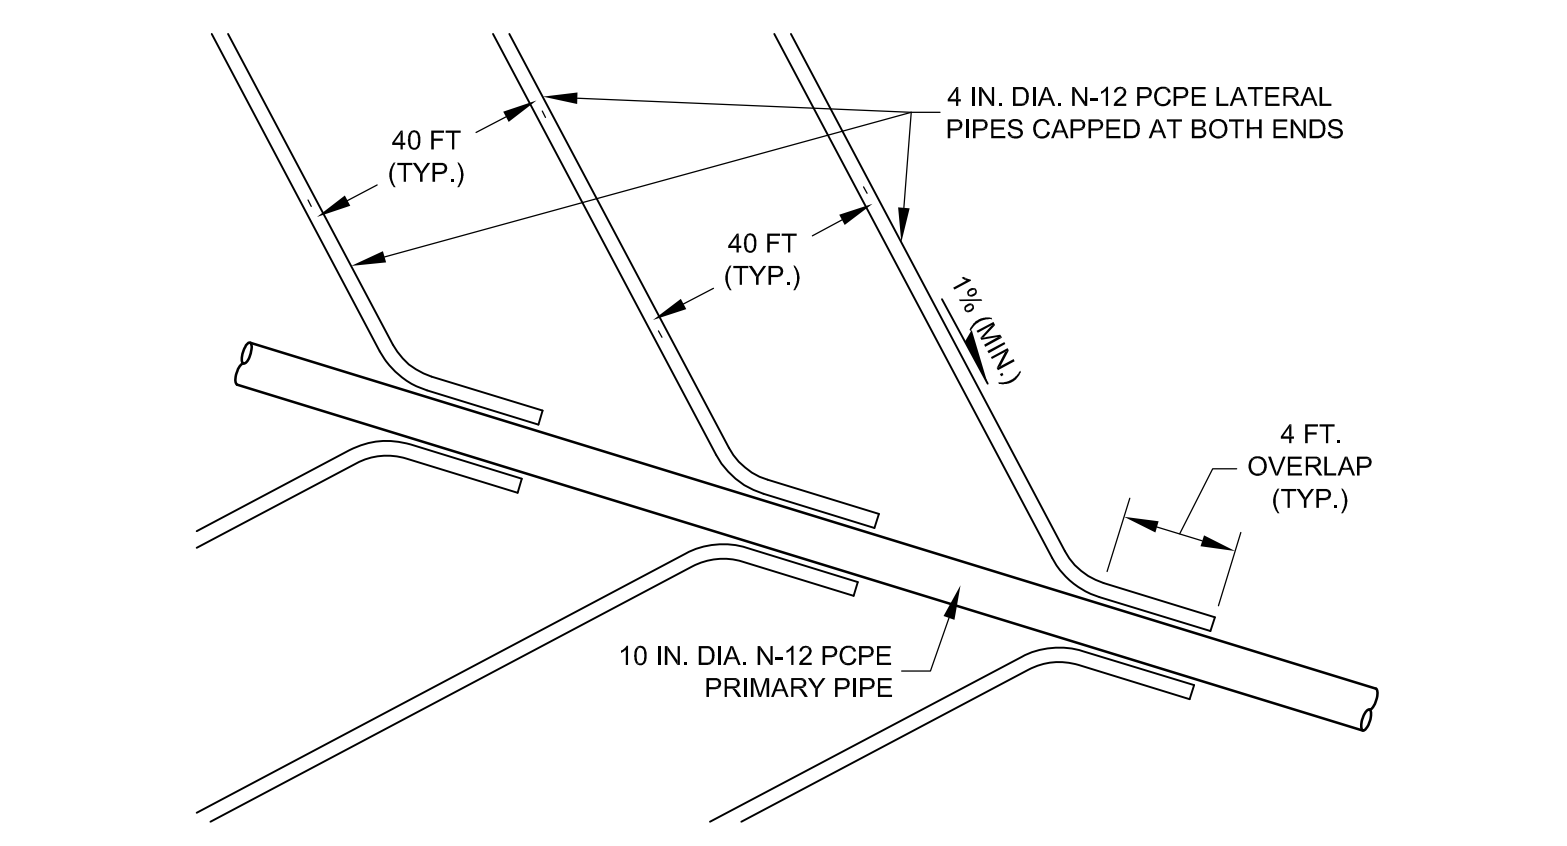 4 IN. DIA. N-12 PCPE LATERAL
PIPES CAPPED AT BOTH ENDS
40 FT
(TYP.)
40 FT
(TYP.)
1% (MIN.)
4 FT.
OVERLAP
(TYP.)
10 IN. DIA. N-12 PCPE
PRIMARY PIPE